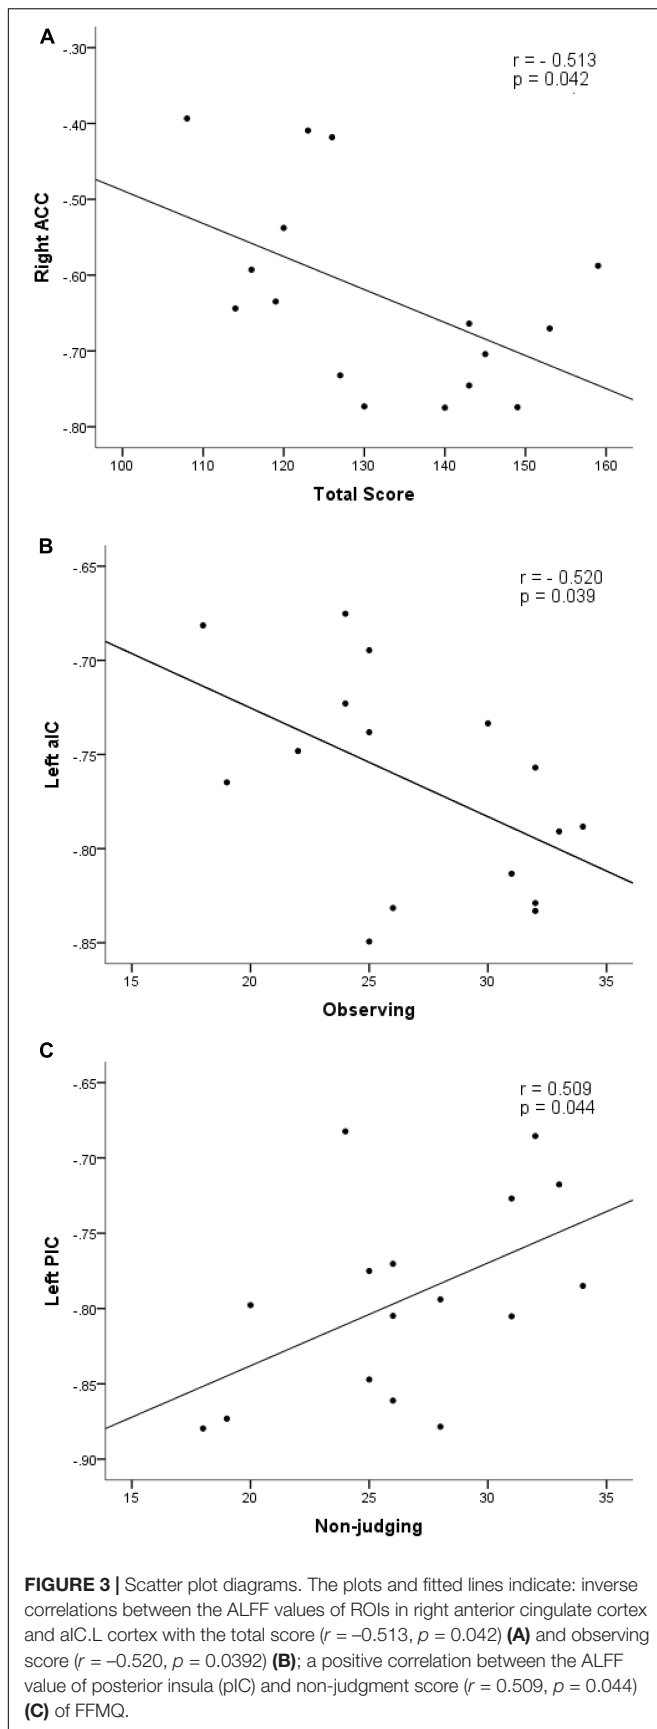 A
r = - 0.513
p = 0.042
-.30
-.40
-.50
-.60
-.70
-.80
Right ACC
100 110 120 130 140 150 160
Total Score
B
r = - 0.520
p = 0.039
-.65
-.70
-.75
-.80
-.85
Left aIC
15 20 25 30 35
Observing
C
r = 0.509
p = 0.044
-.65
-.70
-.75
-.80
-.85
-.90
Left PIC
15 20 25 30 35
Non-judging
FIGURE 3 | Scatter plot diagrams. The plots and fitted lines indicate: inverse
correlations between the ALFF values of ROIs in right anterior cingulate cortex
and aIC.L cortex with the total score (r = –0.513, p = 0.042) (A) and observing
score (r = –0.520, p = 0.0392) (B); a positive correlation between the ALFF
value of posterior insula (pIC) and non-judgment score (r = 0.509, p = 0.044)
(C) of FFMQ.